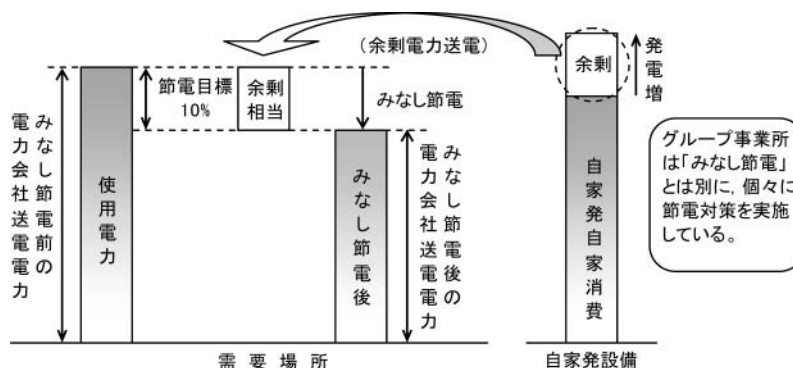 (余剰電力送電)
余剰
発電増
節電目標
10%
余剰
相当
みなし節電
みなし節電前の
電力会社送電電力
使用電力
みなし節電後
みなし節電後の
電力会社送電電力
自家発自家消費
グループ事業所
は「みなし節電」
とは別に,個々に
節電対策を実施
している。
需要場所
自家発設備